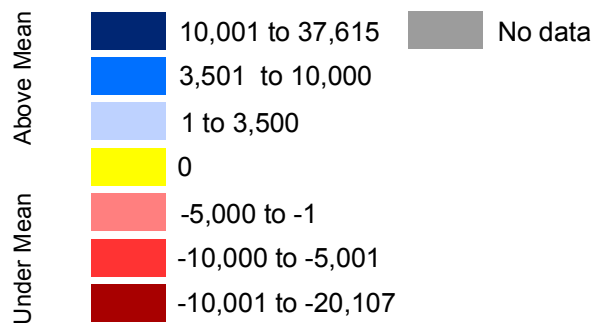 Above Mean
10,001 to 37,615
No data
3,501 to 10,000
1 to 3,500
0
Under Mean
-5,000 to -1
-10,000 to -5,001
-10,001 to -20,107